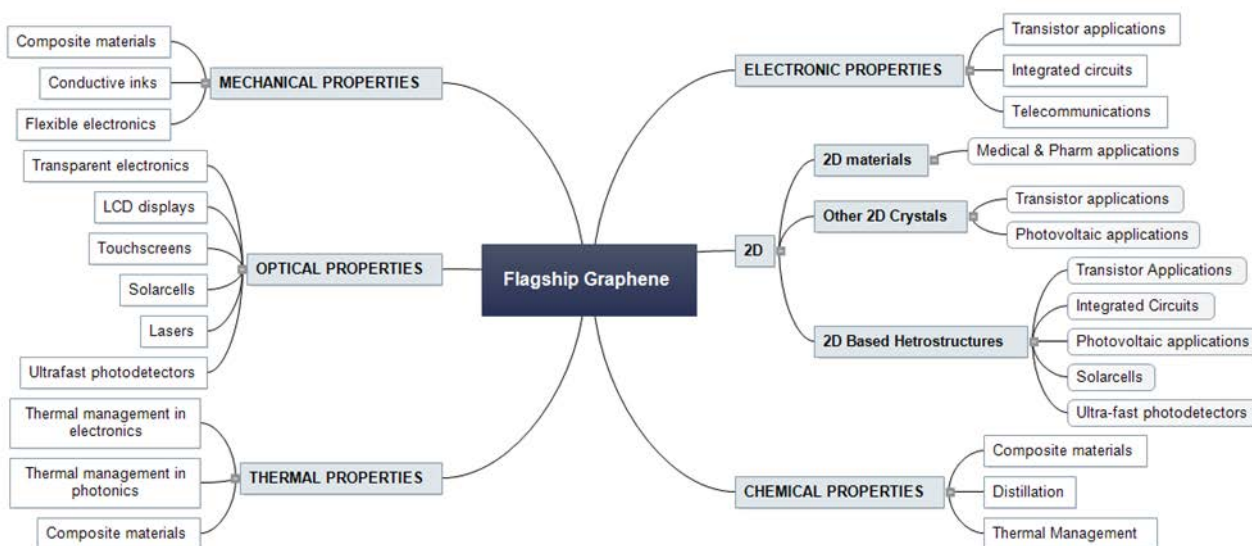 Composite materials
Conductive inks
Flexible electronics
MECHANICAL PROPERTIES
Transparent electronics
LCD displays
Touchscreens
Solarcells
Lasers
Ultrafast photodetectors
OPTICAL PROPERTIES
Thermal management in
electronics
Thermal management in
photonics
Composite materials
THERMAL PROPERTIES
Flagship Graphene
ELECTRONIC PROPERTIES
Transistor applications
Integrated circuits
Telecommunications
2D
2D materials
Medical & Pharm applications
Other 2D Crystals
Transistor applications
Photovoltaic applications
2D Based Hetrostructures
Transistor Applications
Integrated Circuits
Photovoltaic applications
Solarcells
Ultra-fast photodetectors
CHEMICAL PROPERTIES
Composite materials
Distillation
Thermal Management